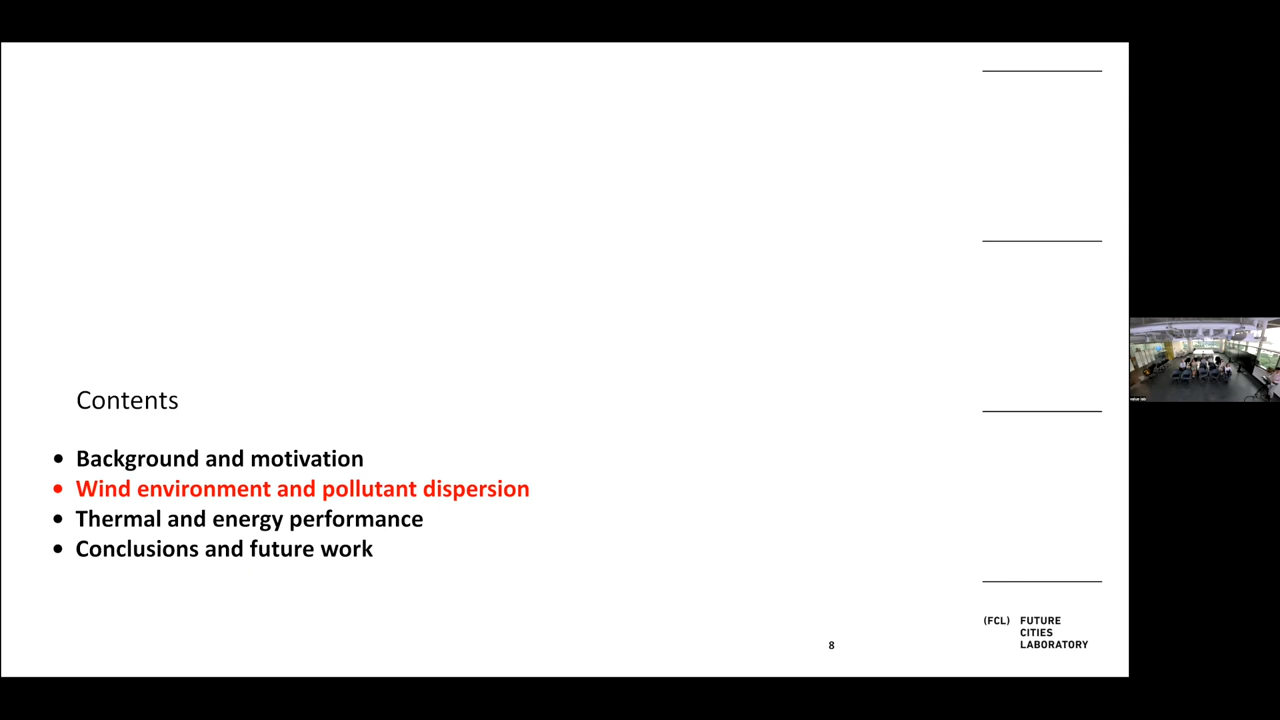 Contents
• Background and motivation
• Wind environment and pollutant dispersion
• Thermal and energy performance
• Conclusions and future work
8
(FCL) FUTURE
CITIES
LABORATORY